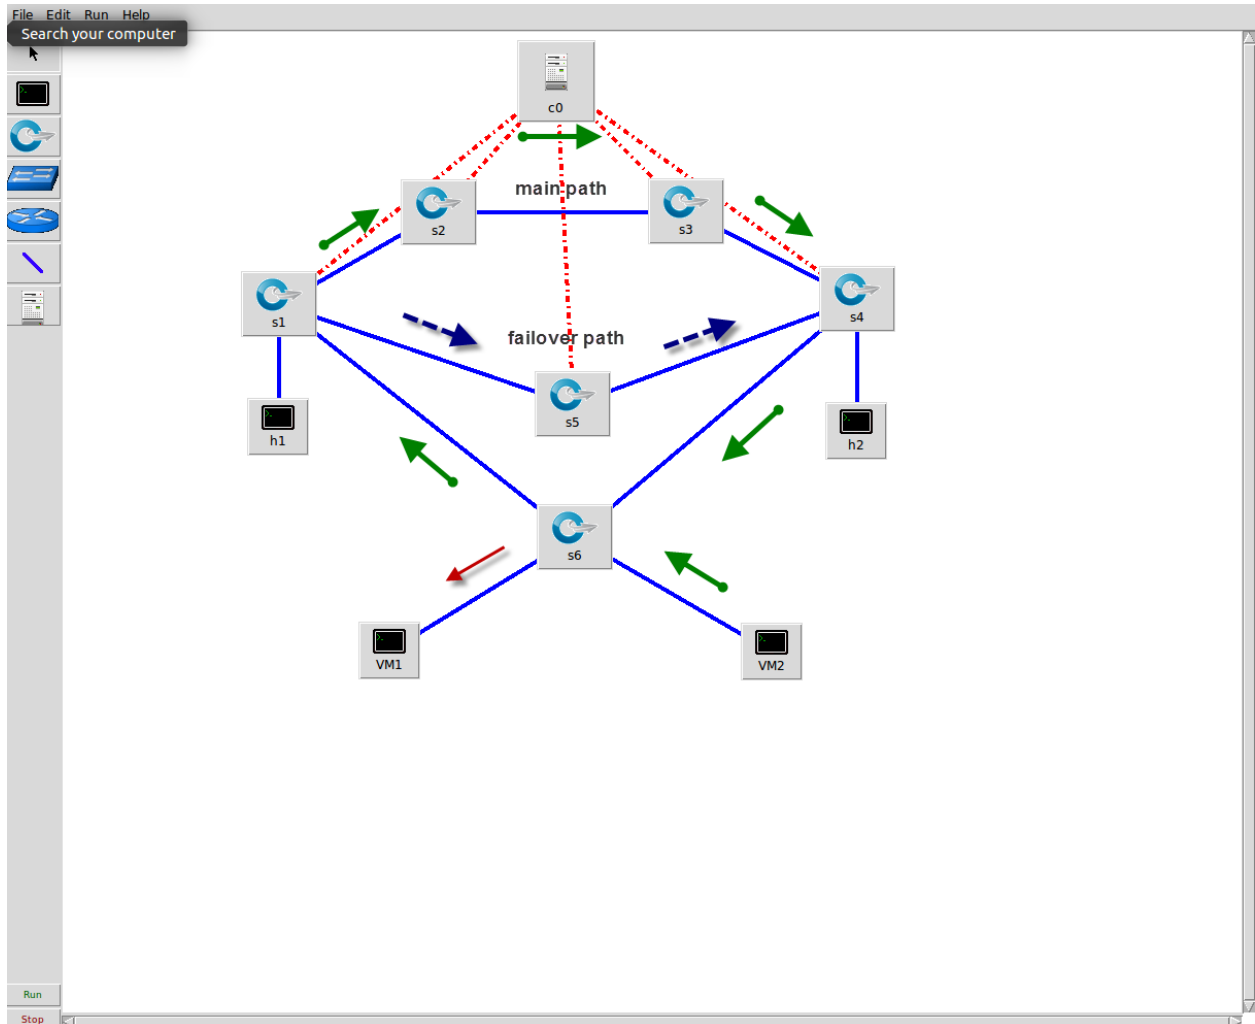 File Edit Run Help
Search your computer
c0
main path
s2
s3
s1
s4
failover path
s5
h1
h2
s6
VM1
VM2
Run
Stop